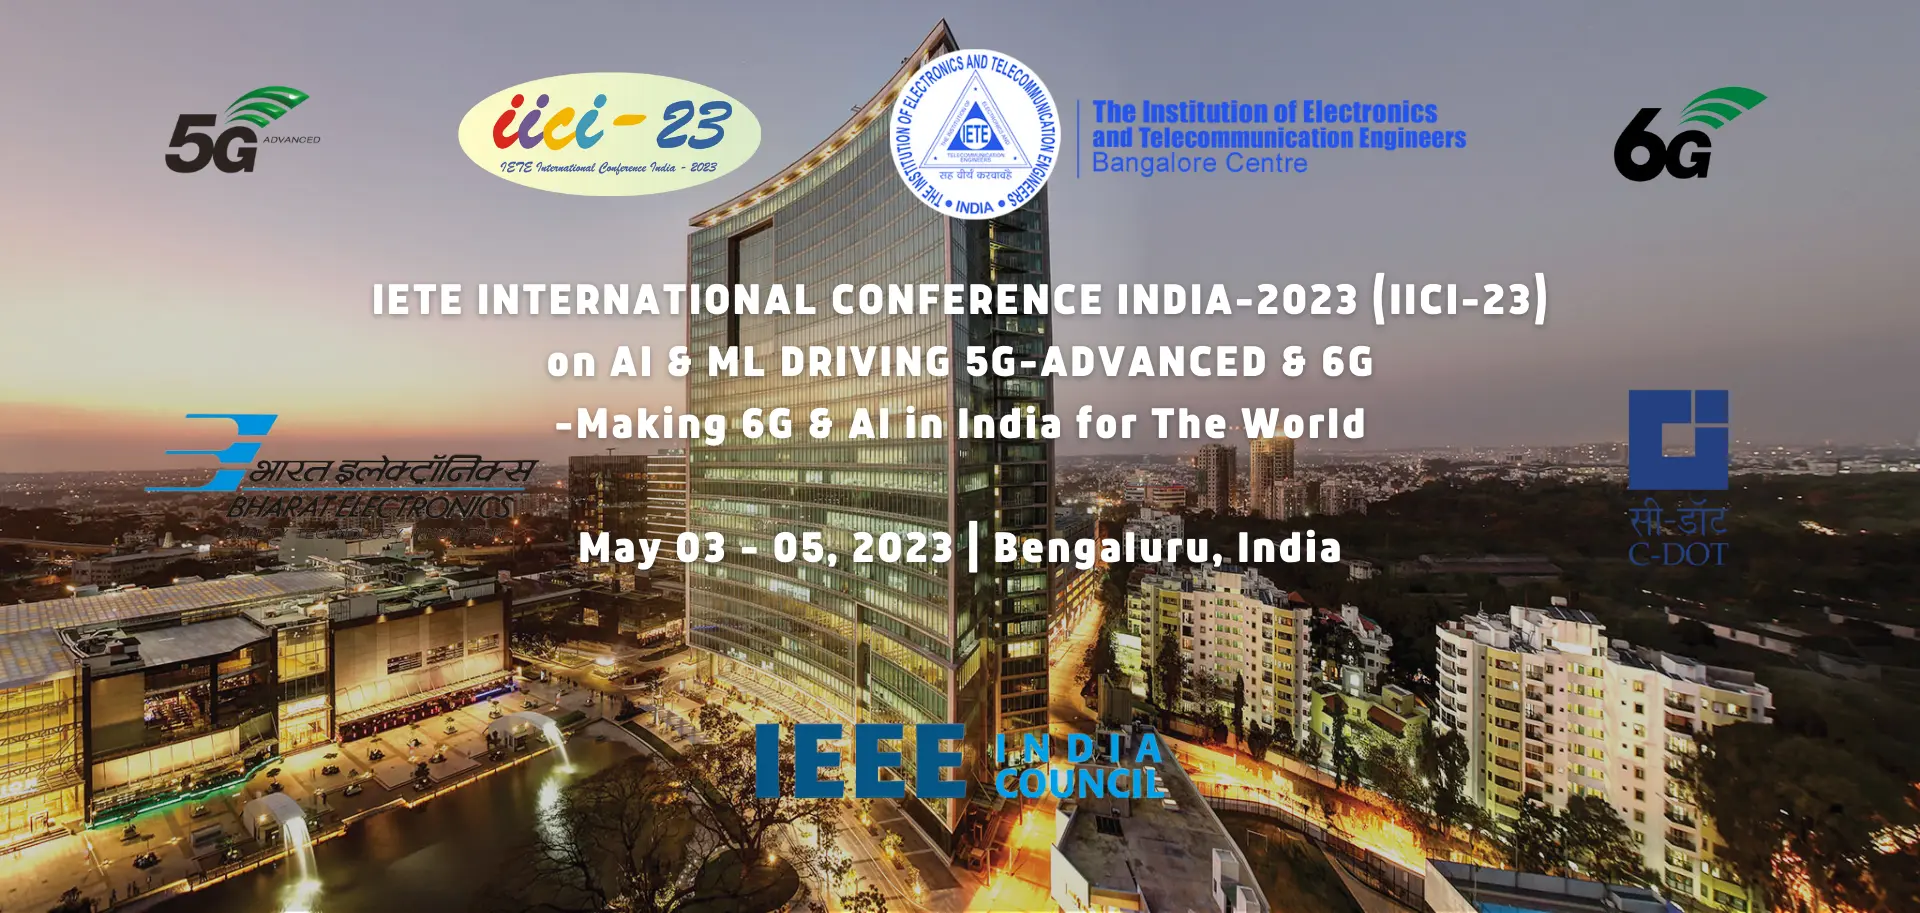 5G ADVANCED
iici - 23
IETE International Conference India - 2023
THE INSTITUTION OF ELECTRONICS AND TELECOMMUNICATION ENGINEERS
• INDIA •
IETE
TELECOMMUNICATION
ENGINEERS
सह वीर्यं करवावहै
The Institution of Electronics
and Telecommunication Engineers
Bangalore Centre
6G
IETE INTERNATIONAL CONFERENCE INDIA-2023 (IICI-23)
on AI & ML DRIVING 5G-ADVANCED & 6G
-Making 6G & AI in India for The World
भारत इलेक्ट्रॉनिक्स
BHARAT ELECTRONICS
सी-डॉट
C-DOT
May 03 - 05, 2023 | Bengaluru, India
IEEE INDIA
COUNCIL